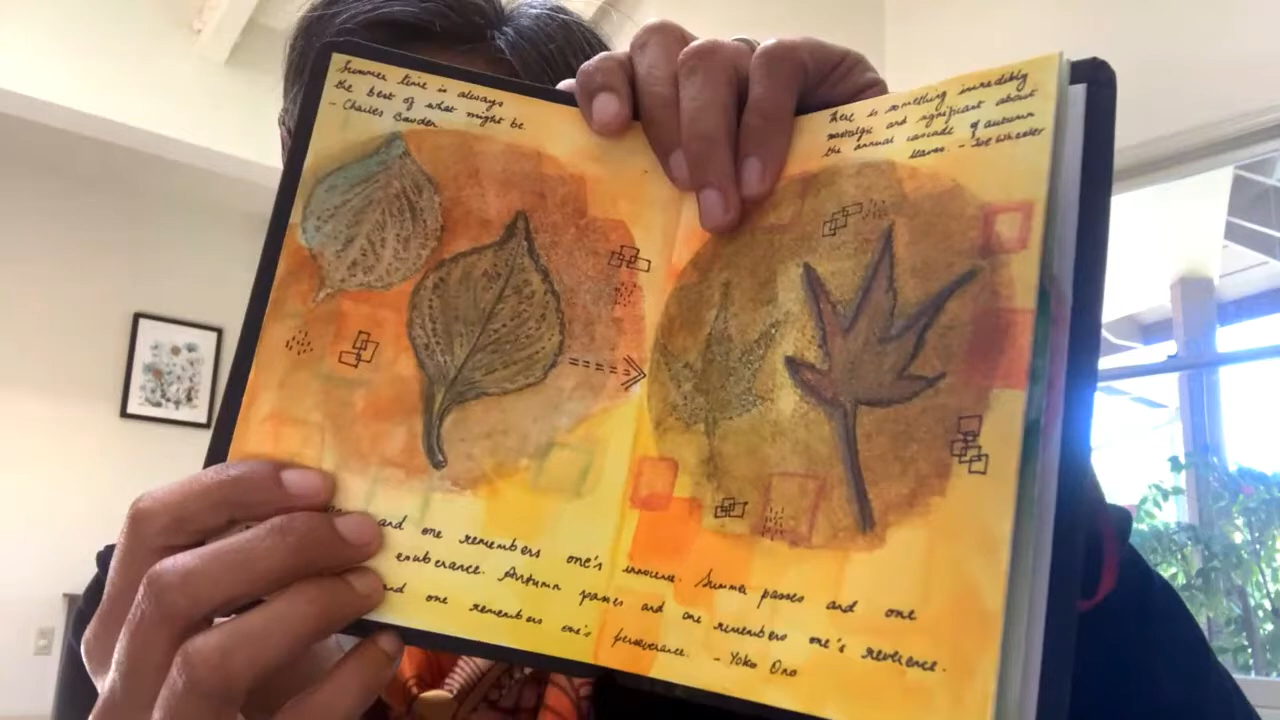 Summer time is always
the best of what might be
- Charles Bowden
There is something incredibly
nostalgic and significant about
the annual cascade of autumn
leaves. - Joe Wheeler
and one remembers one's innocence. Summer passes and one
exuberance. Autumn passes and one remembers one's reverence.
and one remembers one's perseverance. - Yoko Ono